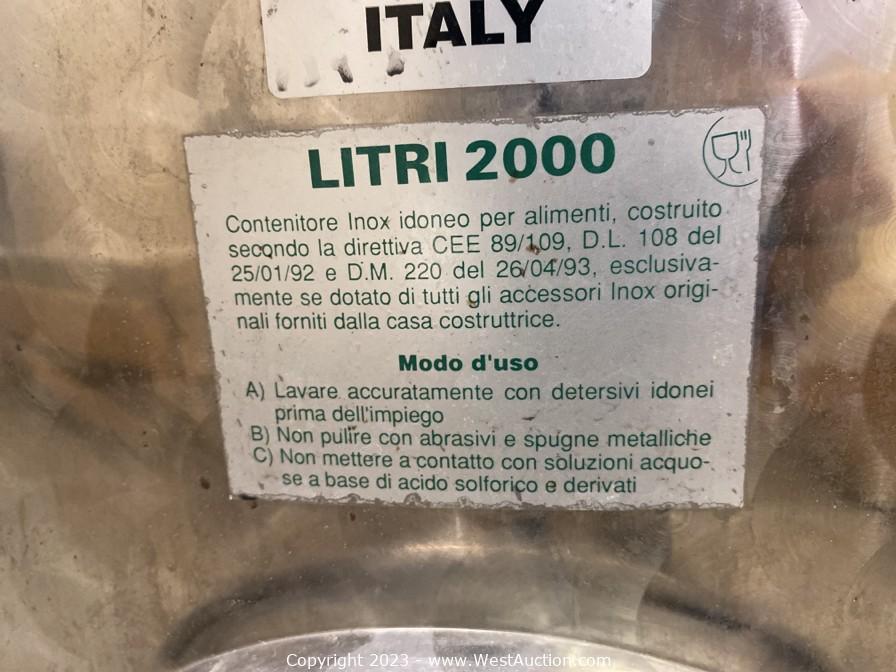 ITALY
LITRI 2000
Contenitore Inox idoneo per alimenti, costruito
secondo la direttiva CEE 89/109, D.L. 108 del
25/01/92 e D.M. 220 del 26/04/93, esclusiva-
mente se dotato di tutti gli accessori Inox origi-
nali forniti dalla casa costruttrice.
Modo d'uso
A) Lavare accuratamente con detersivi idonei
prima dell'impiego
B) Non pulire con abrasivi e spugne metalliche
C) Non mettere a contatto con soluzioni acquo-
se a base di acido solforico e derivati
Copyright 2023 - www.WestAuction.com